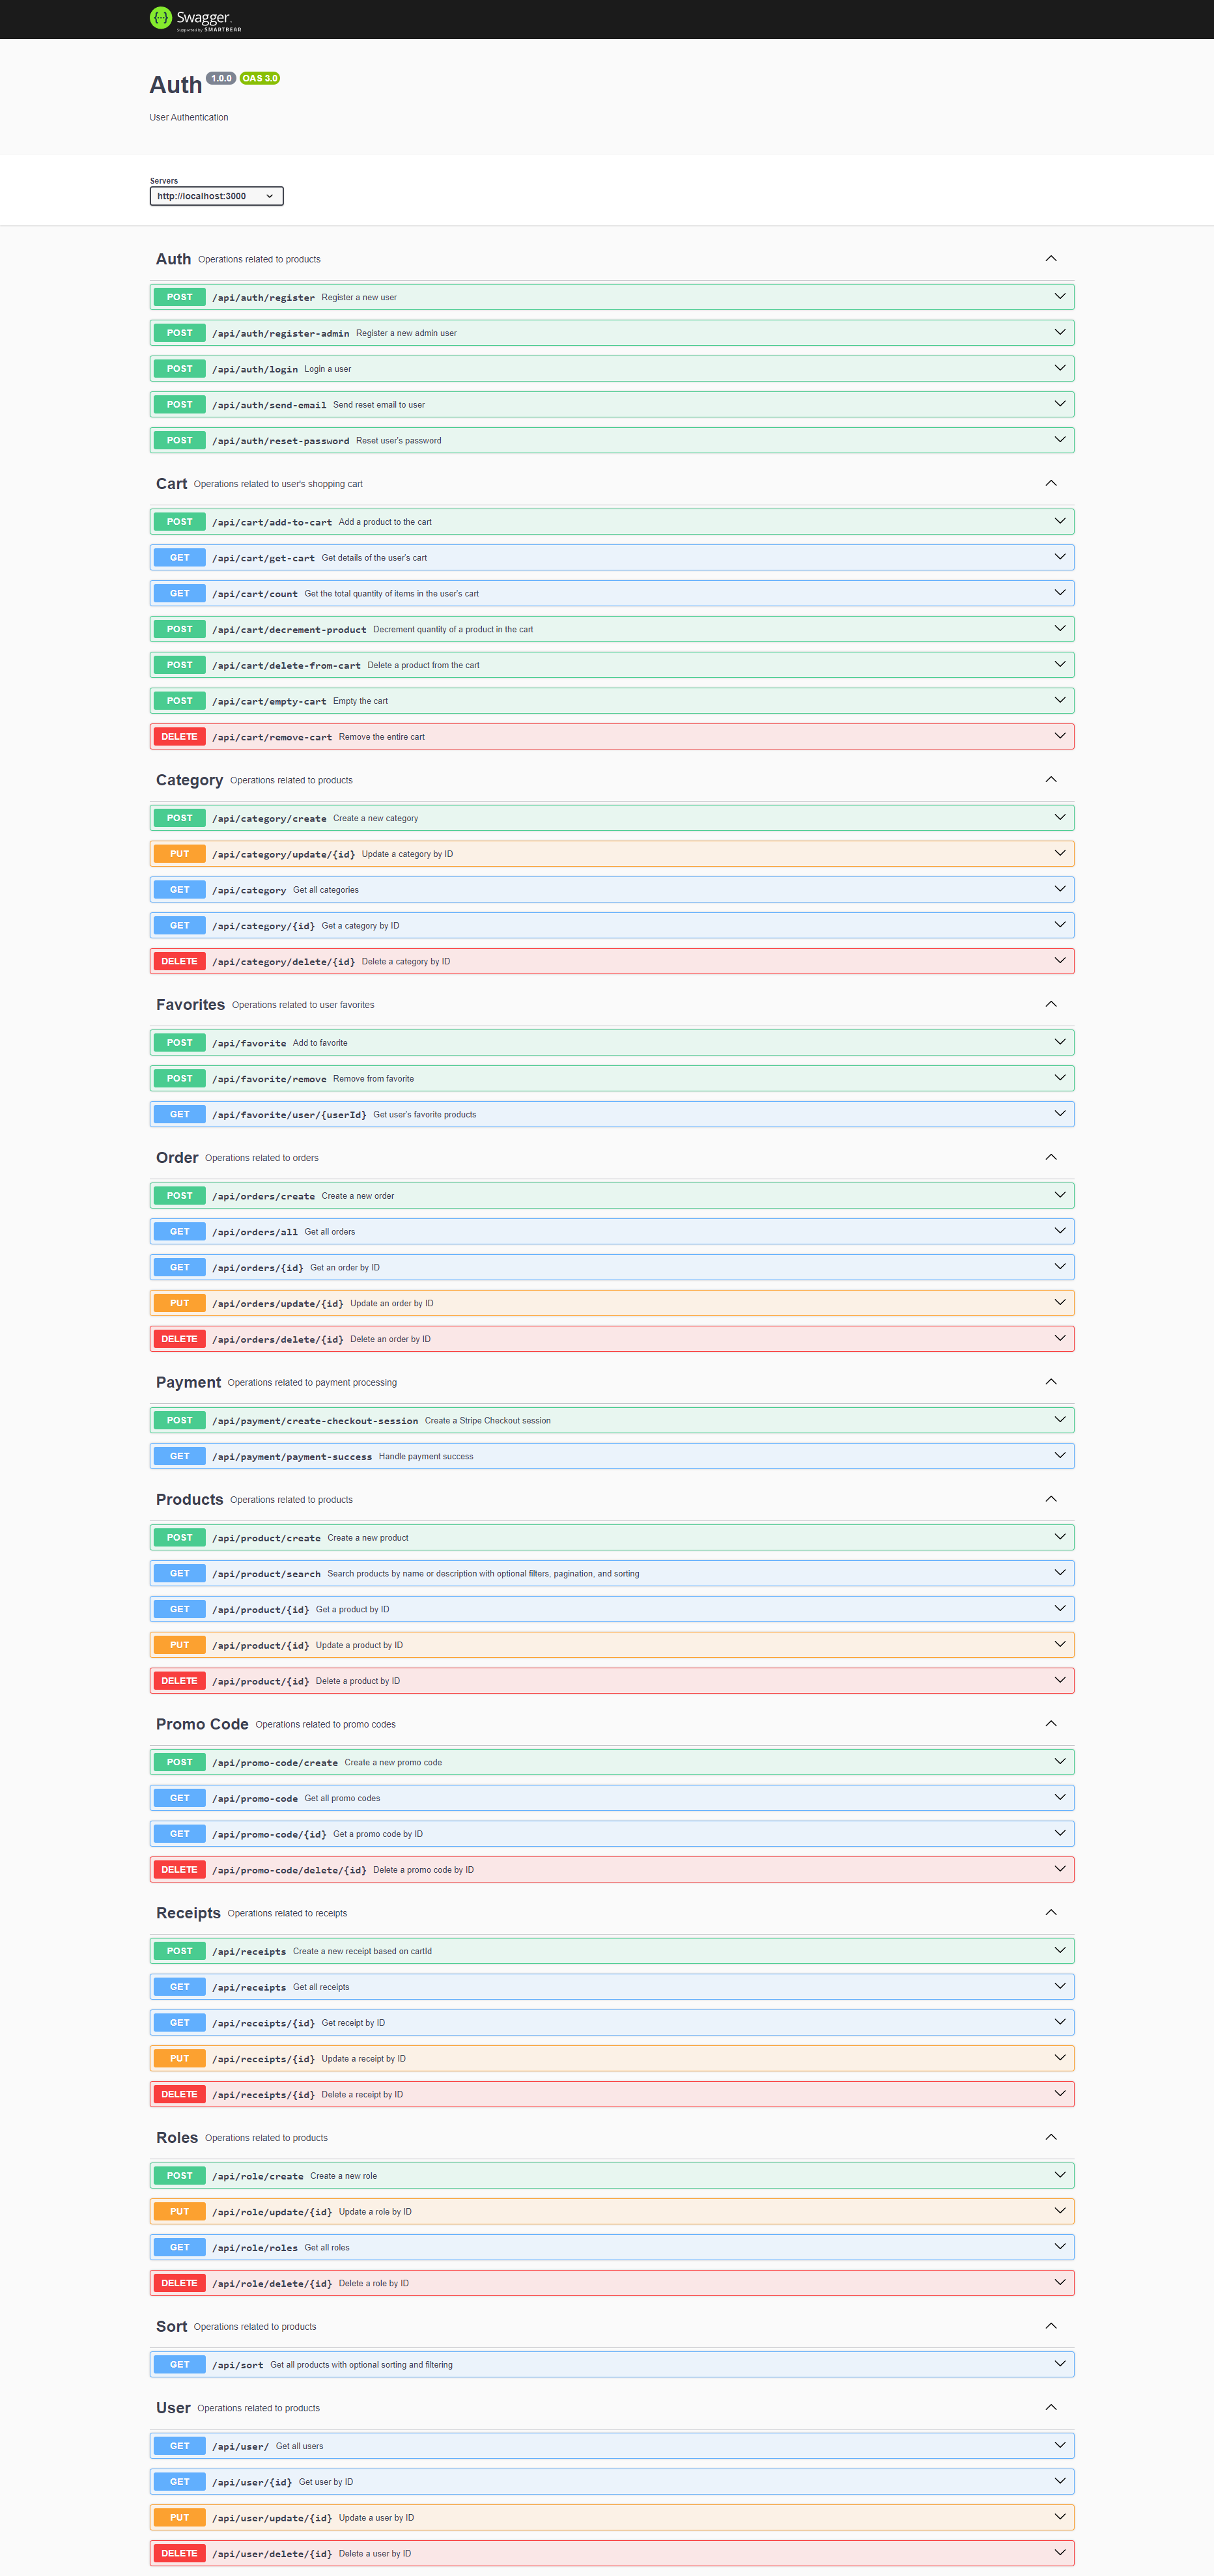 Swagger.
Supported by SMARTBEAR
Auth 1.0.0 OAS 3.0
User Authentication
Servers
http://localhost:3000
Auth Operations related to products
POST /api/auth/register Register a new user
POST /api/auth/register-admin Register a new admin user
POST /api/auth/login Login a user
POST /api/auth/send-email Send reset email to user
POST /api/auth/reset-password Reset user's password
Cart Operations related to user's shopping cart
POST /api/cart/add-to-cart Add a product to the cart
GET /api/cart/get-cart Get details of the user's cart
GET /api/cart/count Get the total quantity of items in the user's cart
POST /api/cart/decrement-product Decrement quantity of a product in the cart
POST /api/cart/delete-from-cart Delete a product from the cart
POST /api/cart/empty-cart Empty the cart
DELETE /api/cart/remove-cart Remove the entire cart
Category Operations related to products
POST /api/category/create Create a new category
PUT /api/category/update/{id} Update a category by ID
GET /api/category Get all categories
GET /api/category/{id} Get a category by ID
DELETE /api/category/delete/{id} Delete a category by ID
Favorites Operations related to user favorites
POST /api/favorite Add to favorite
POST /api/favorite/remove Remove from favorite
GET /api/favorite/user/{userId} Get user's favorite products
Order Operations related to orders
POST /api/orders/create Create a new order
GET /api/orders/all Get all orders
GET /api/orders/{id} Get an order by ID
PUT /api/orders/update/{id} Update an order by ID
DELETE /api/orders/delete/{id} Delete an order by ID
Payment Operations related to payment processing
POST /api/payment/create-checkout-session Create a Stripe Checkout session
GET /api/payment/payment-success Handle payment success
Products Operations related to products
POST /api/product/create Create a new product
GET /api/product/search Search products by name or description with optional filters, pagination, and sorting
GET /api/product/{id} Get a product by ID
PUT /api/product/{id} Update a product by ID
DELETE /api/product/{id} Delete a product by ID
Promo Code Operations related to promo codes
POST /api/promo-code/create Create a new promo code
GET /api/promo-code Get all promo codes
GET /api/promo-code/{id} Get a promo code by ID
DELETE /api/promo-code/delete/{id} Delete a promo code by ID
Receipts Operations related to receipts
POST /api/receipts Create a new receipt based on cartId
GET /api/receipts Get all receipts
GET /api/receipts/{id} Get receipt by ID
PUT /api/receipts/{id} Update a receipt by ID
DELETE /api/receipts/{id} Delete a receipt by ID
Roles Operations related to products
POST /api/role/create Create a new role
PUT /api/role/update/{id} Update a role by ID
GET /api/role/roles Get all roles
DELETE /api/role/delete/{id} Delete a role by ID
Sort Operations related to products
GET /api/sort Get all products with optional sorting and filtering
User Operations related to products
GET /api/user/ Get all users
GET /api/user/{id} Get user by ID
PUT /api/user/update/{id} Update a user by ID
DELETE /api/user/delete/{id} Delete a user by ID